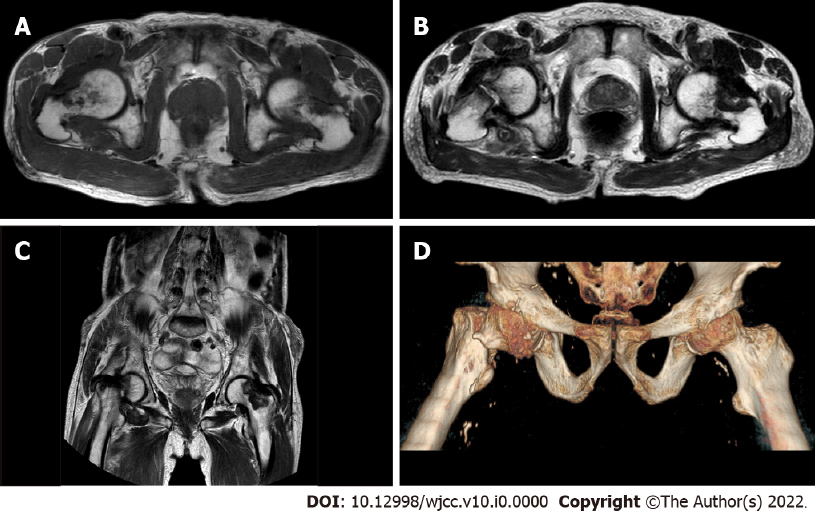 A
B
C
D
DOI: 10.12998/wjcc.v10.i0.0000 Copyright ©The Author(s) 2022.